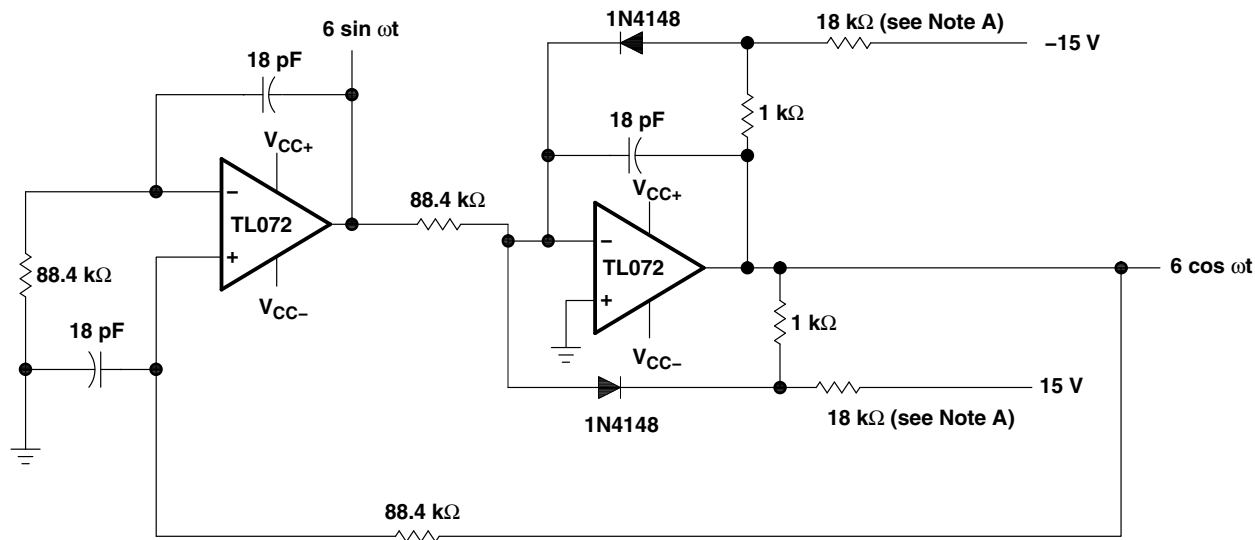 1N4148
18 kΩ (see Note A)
–15 V
6 sin ωt
18 pF
1 kΩ
18 pF
VCC+
VCC+
88.4 kΩ
–
TL072
+
–
TL072
+
6 cos ωt
88.4 kΩ
VCC–
1 kΩ
18 pF
VCC–
15 V
1N4148
18 kΩ (see Note A)
88.4 kΩ